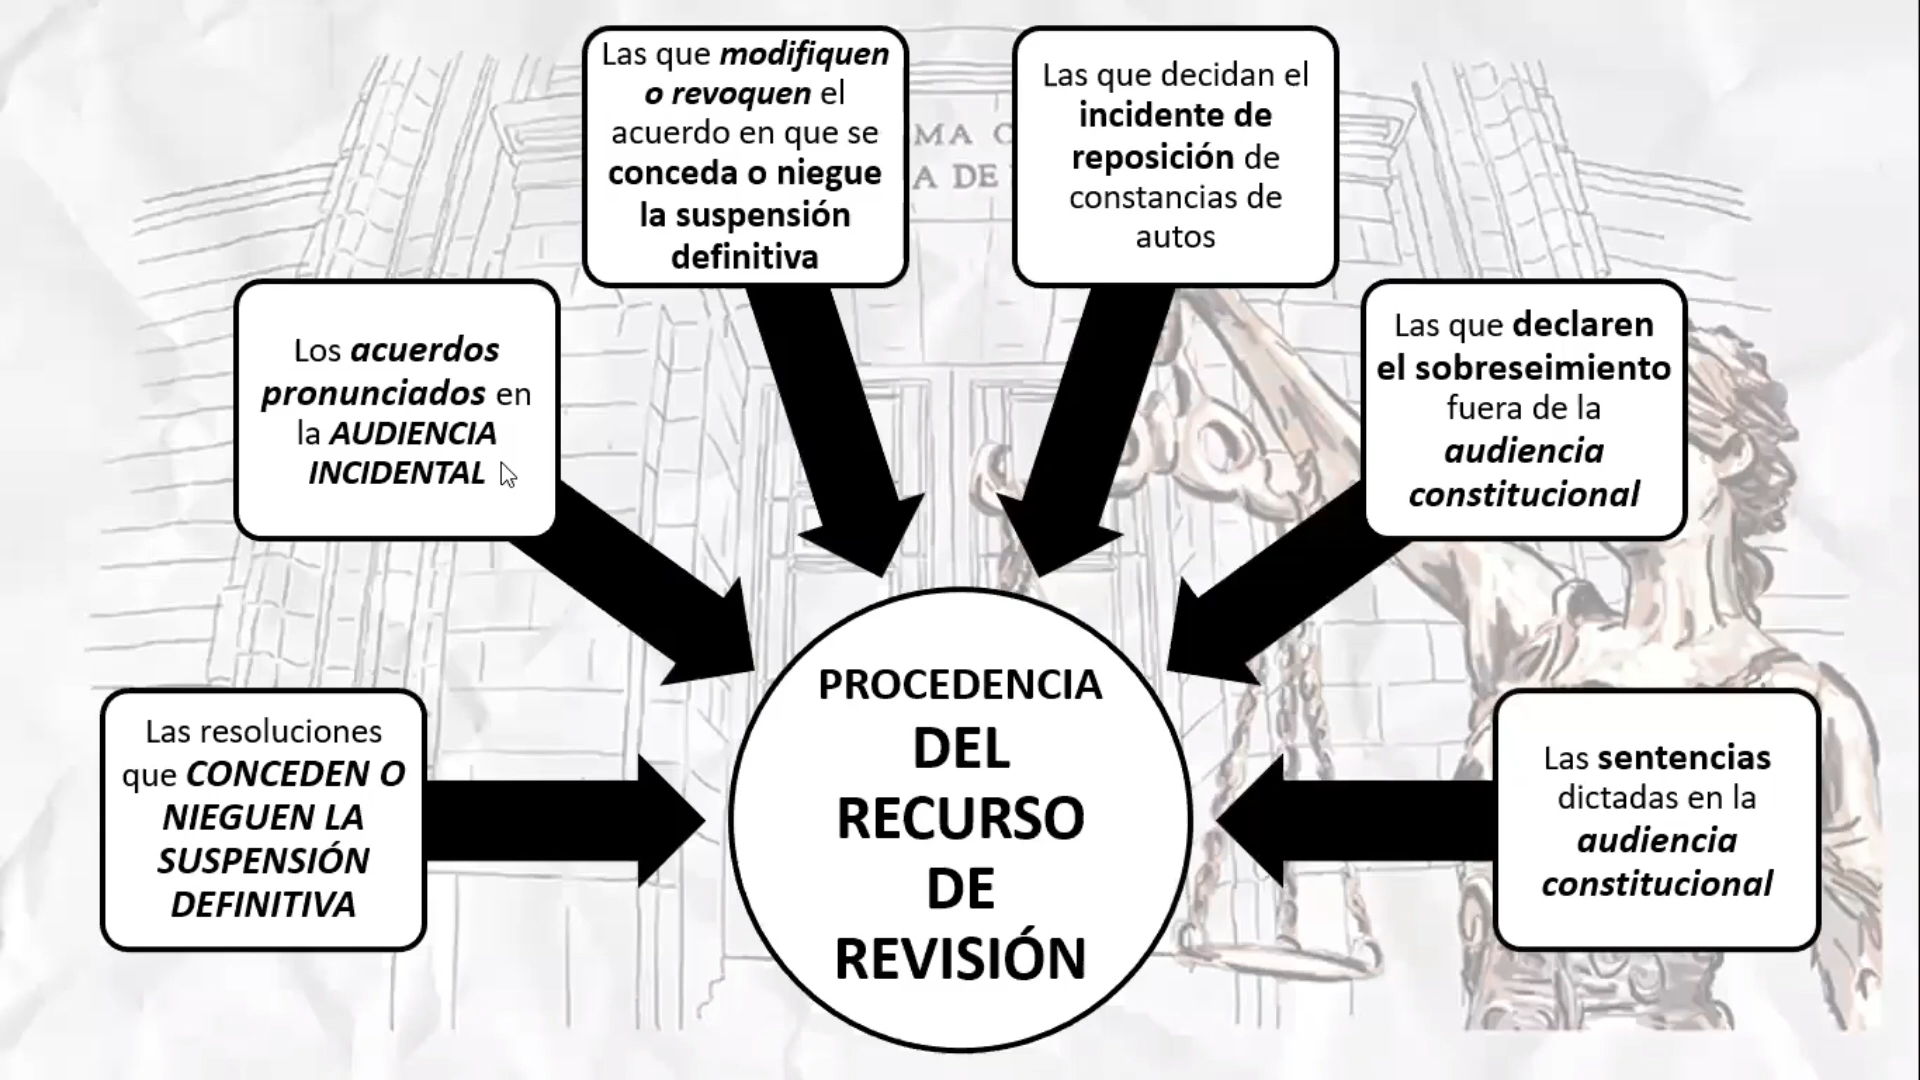 Las que modifiquen
o revoquen el
acuerdo en que se
conceda o niegue
la suspensión
definitiva
Las que decidan el
incidente de
reposición de
constancias de
autos
MA C
A DE
Los acuerdos
pronunciados en
la AUDIENCIA
INCIDENTAL
Las que declaren
el sobreseimiento
fuera de la
audiencia
constitucional
Las resoluciones
que CONCEDEN O
NIEGUEN LA
SUSPENSIÓN
DEFINITIVA
PROCEDENCIA
DEL
RECURSO
DE
REVISIÓN
Las sentencias
dictadas en la
audiencia
constitucional